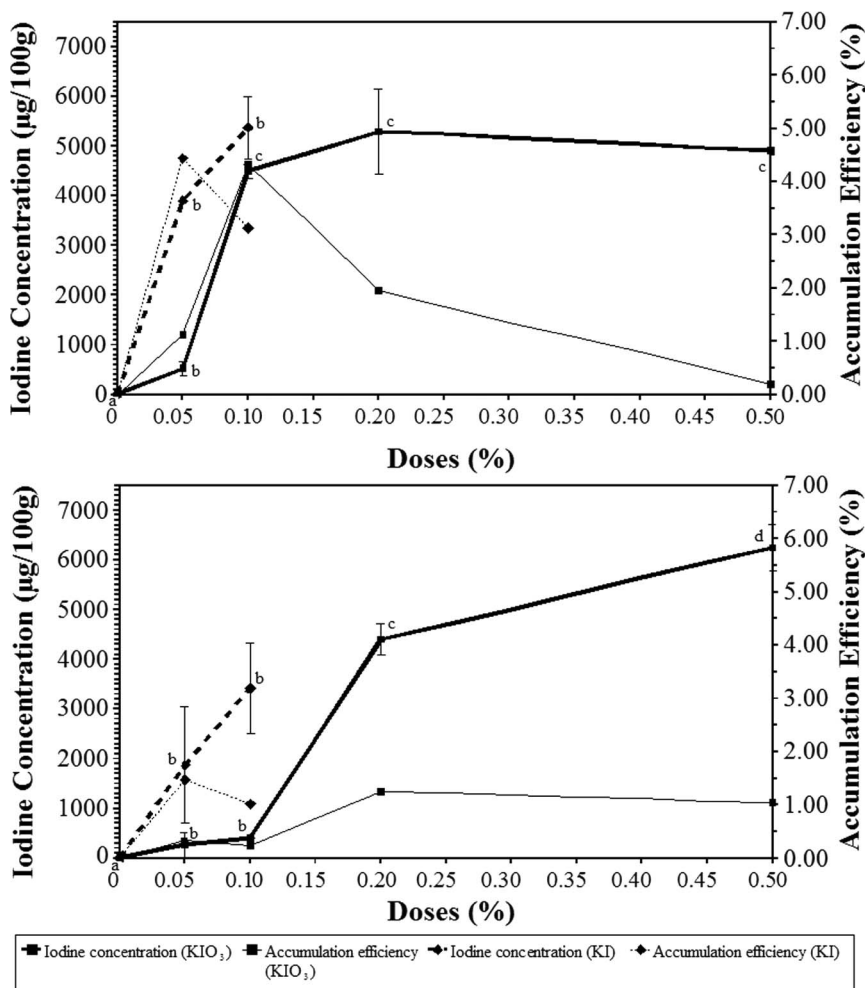 Iodine Concentration (µg/100g)
7000
6000
5000
4000
3000
2000
1000
0
7.00
6.00
5.00
4.00
3.00
2.00
1.00
0.00
Accumulation Efficiency (%)
a
b
b
b
b
c
c
c
0 0.05 0.10 0.15 0.20 0.25 0.30 0.35 0.40 0.45 0.50
Doses (%)
Iodine Concentration (µg/100g)
7000
6000
5000
4000
3000
2000
1000
0
7.00
6.00
5.00
4.00
3.00
2.00
1.00
0.00
Accumulation Efficiency (%)
a
b
b
b
b
c
d
0 0.05 0.10 0.15 0.20 0.25 0.30 0.35 0.40 0.45 0.50
Doses (%)
Iodine concentration (KIO₃)
Accumulation efficiency
(KIO₃)
Iodine concentration (KI)
Accumulation efficiency (KI)